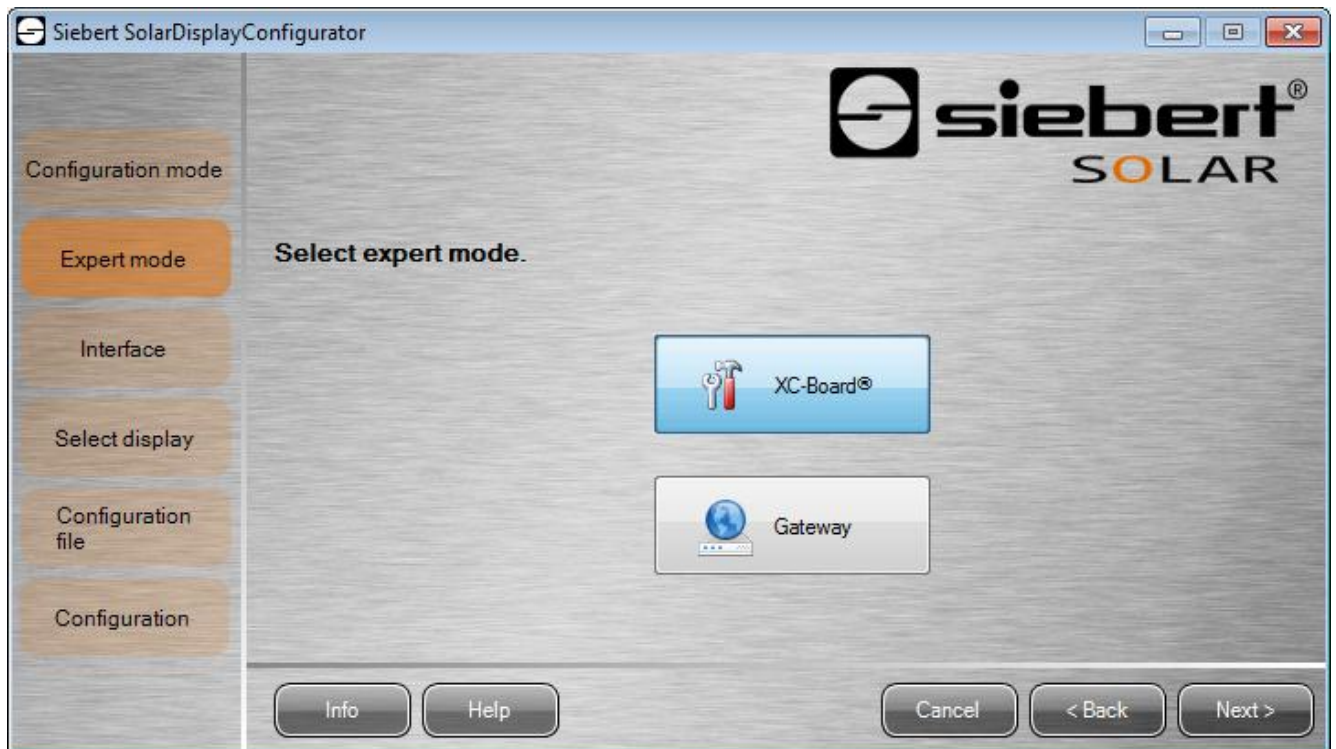 Siebert SolarDisplayConfigurator
siebert®
SOLAR
Configuration mode
Expert mode
Interface
Select display
Configuration
file
Configuration
Select expert mode.
XC-Board®
Gateway
Info
Help
Cancel
< Back
Next >